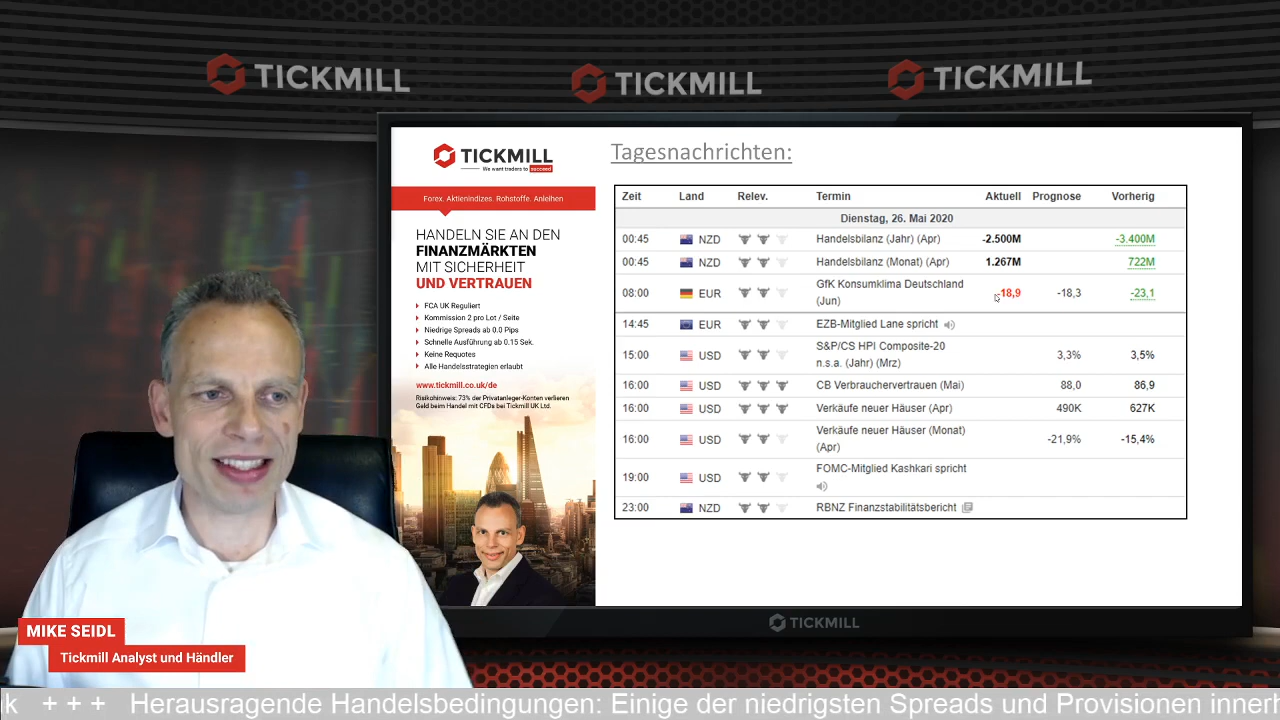 TICKMILL TICKMILL TICKMILL
TICKMILL
We want traders to succeed
Forex. Aktienindizes. Rohstoffe. Anleihen
HANDELN SIE AN DEN
FINANZMÄRKTEN
MIT SICHERHEIT
UND VERTRAUEN
FCA UK Reguliert
Kommission 2 pro Lot / Seite
Niedrige Spreads ab 0.0 Pips
Schnelle Ausführung ab 0.15 Sek.
Keine Requotes
Alle Handelsstrategien erlaubt
www.tickmill.co.uk/de
Risikohinweis: 73% der Privatanleger-Konten verlieren
Geld beim Handel mit CFDs bei Tickmill UK Ltd.
Tagesnachrichten:
Zeit Land Relev. Termin Aktuell Prognose Vorherig
Dienstag, 26. Mai 2020
00:45 NZD Handelsbilanz (Jahr) (Apr) -2.500M -3.400M
00:45 NZD Handelsbilanz (Monat) (Apr) 1.267M 722M
08:00 EUR GfK Konsumklima Deutschland
(Jun) -18,9 -18,3 -23,1
14:45 EUR EZB-Mitglied Lane spricht
15:00 USD S&P/CS HPI Composite-20
n.s.a. (Jahr) (Mrz) 3,3% 3,5%
16:00 USD CB Verbrauchervertrauen (Mai) 88,0 86,9
16:00 USD Verkäufe neuer Häuser (Apr) 490K 627K
16:00 USD Verkäufe neuer Häuser (Monat)
(Apr) -21,9% -15,4%
19:00 USD FOMC-Mitglied Kashkari spricht
23:00 NZD RBNZ Finanzstabilitätsbericht
TICKMILL
MIKE SEIDL
Tickmill Analyst und Händler
k + + + Herausragende Handelsbedingungen: Einige der niedrigsten Spreads und Provisionen innerl